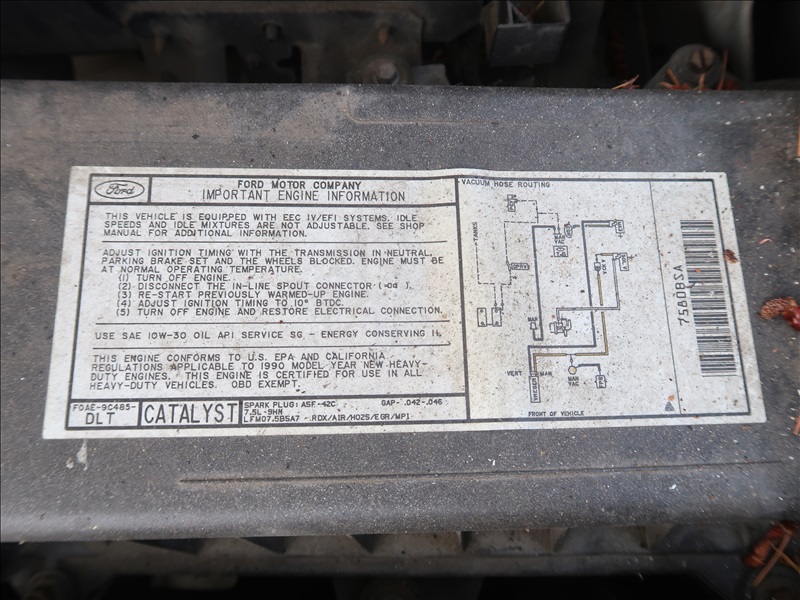 Ford
FORD MOTOR COMPANY
IMPORTANT ENGINE INFORMATION
THIS VEHICLE IS EQUIPPED WITH EEC IV/EFI SYSTEMS. IDLE
SPEEDS AND IDLE MIXTURES ARE NOT ADJUSTABLE. SEE SHOP
MANUAL FOR ADDITIONAL INFORMATION.
ADJUST IGNITION TIMING WITH THE TRANSMISSION IN NEUTRAL,
PARKING BRAKE SET AND THE WHEELS BLOCKED. ENGINE MUST BE
AT NORMAL OPERATING TEMPERATURE.
(1) TURN OFF ENGINE.
(2) DISCONNECT THE IN-LINE SPOUT CONNECTOR
(3) RE-START PREVIOUSLY WARMED-UP ENGINE.
(4) ADJUST IGNITION TIMING TO 10° BTDC.
(5) TURN OFF ENGINE AND RESTORE ELECTRICAL CONNECTION.
USE SAE 10W-30 OIL API SERVICE SG - ENERGY CONSERVING II.
THIS ENGINE CONFORMS TO U.S. EPA AND CALIFORNIA
REGULATIONS APPLICABLE TO 1990 MODEL YEAR NEW HEAVY-
DUTY ENGINES. THIS ENGINE IS CERTIFIED FOR USE IN ALL
HEAVY-DUTY VEHICLES. OBD EXEMPT.
F0AE-9C485-
DLT
CATALYST
SPARK PLUG: ASF-42C GAP- .042-.046
7.5L-9HN
LFM07.5B5A7 - RDX/AIR/HO2S/EGR/MPI
VACUUM HOSE ROUTING
TANKS
CPRV
MAP
VENT
MAN
MAN
VAC
FRONT OF VEHICLE
7580BSA